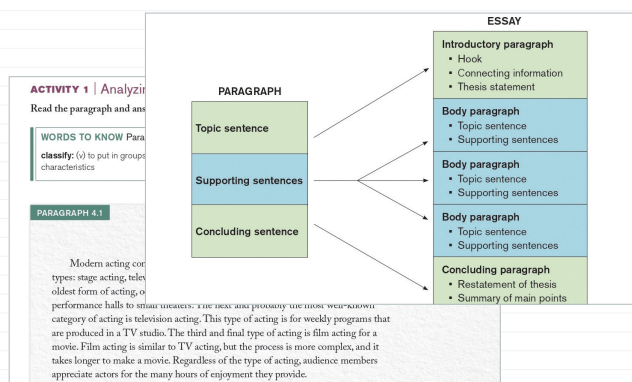 ESSAY
Introductory paragraph
▪ Hook
▪ Connecting information
▪ Thesis statement
Body paragraph
▪ Topic sentence
▪ Supporting sentences
Body paragraph
▪ Topic sentence
▪ Supporting sentences
Body paragraph
▪ Topic sentence
▪ Supporting sentences
Concluding paragraph
▪ Restatement of thesis
▪ Summary of main points
PARAGRAPH
Topic sentence
Supporting sentences
Concluding sentence
ACTIVITY 1 | Analyzin
Read the paragraph and ans
WORDS TO KNOW Para
classify: (v) to put in groups
characteristics
PARAGRAPH 4.1
Modern acting
types: stage acting,
oldest form of acting,
performance halls to small theaters. The next and probably the most well-known
category of acting is television acting. This type of acting is for weekly programs that
are produced in a TV studio. The third and final type of acting is film acting for a
movie. Film acting is similar to TV acting, but the process is more complex, and it
takes longer to make a movie. Regardless of the type of acting, audience members
appreciate actors for the many hours of enjoyment they provide.